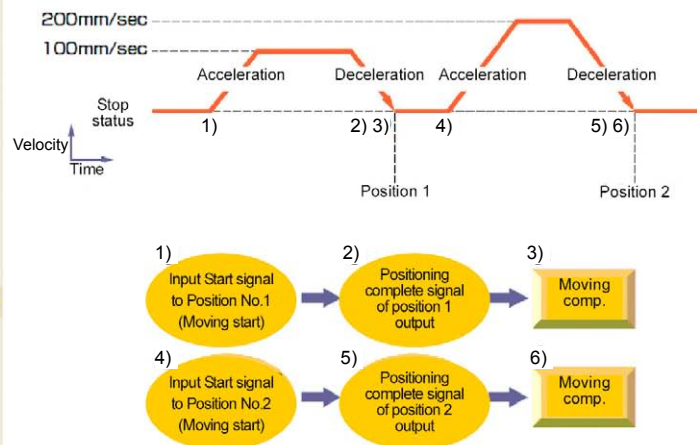 200mm/sec
100mm/sec
Acceleration Deceleration Acceleration Deceleration
Stop
status
1) 2) 3) 4) 5) 6)
Velocity
Time
Position 1 Position 2
1) 2) 3)
Input Start signal
to Position No.1
(Moving start)
Positioning
complete signal
of position 1
output
Moving
comp.
4) 5) 6)
Input Start signal
to Position No.2
(Moving start)
Positioning
complete signal
of position 2
output
Moving
comp.